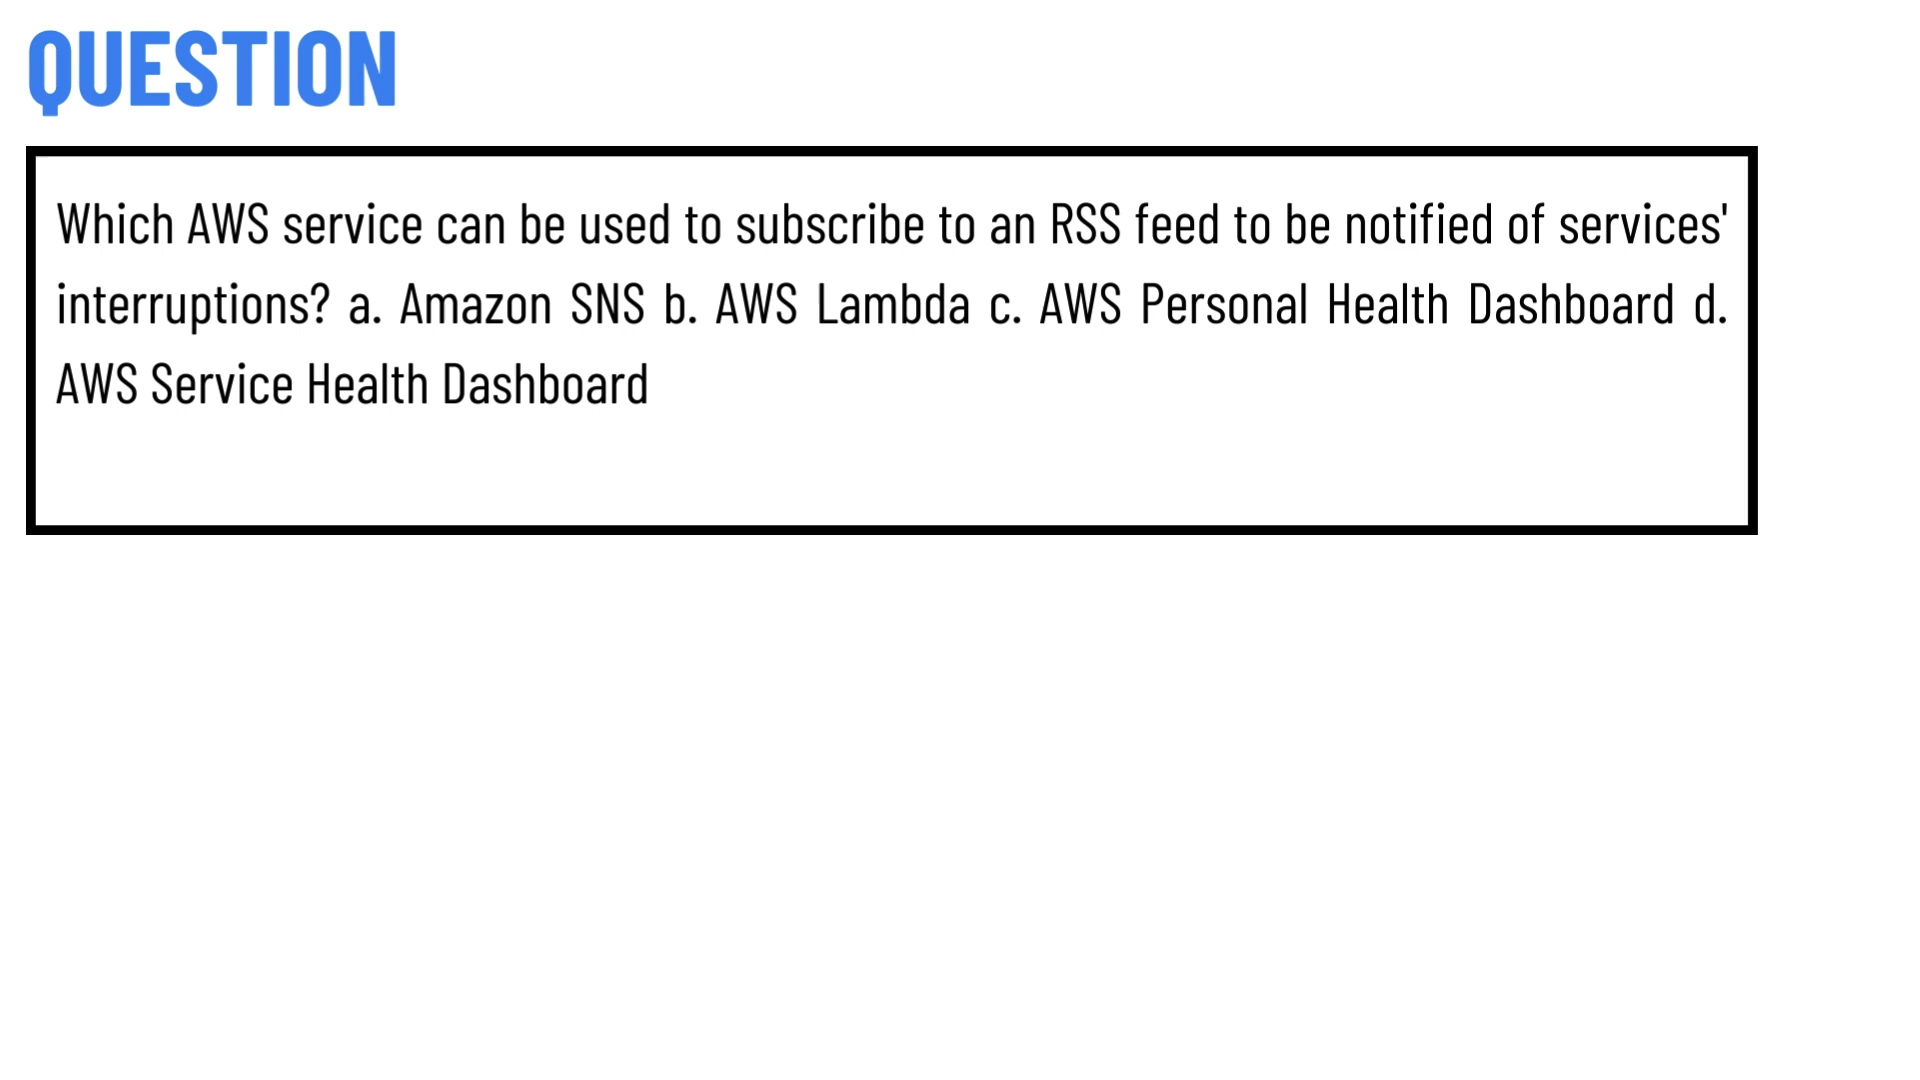 QUESTION
Which AWS service can be used to subscribe to an RSS feed to be notified of services'
interruptions? a. Amazon SNS b. AWS Lambda c. AWS Personal Health Dashboard d.
AWS Service Health Dashboard